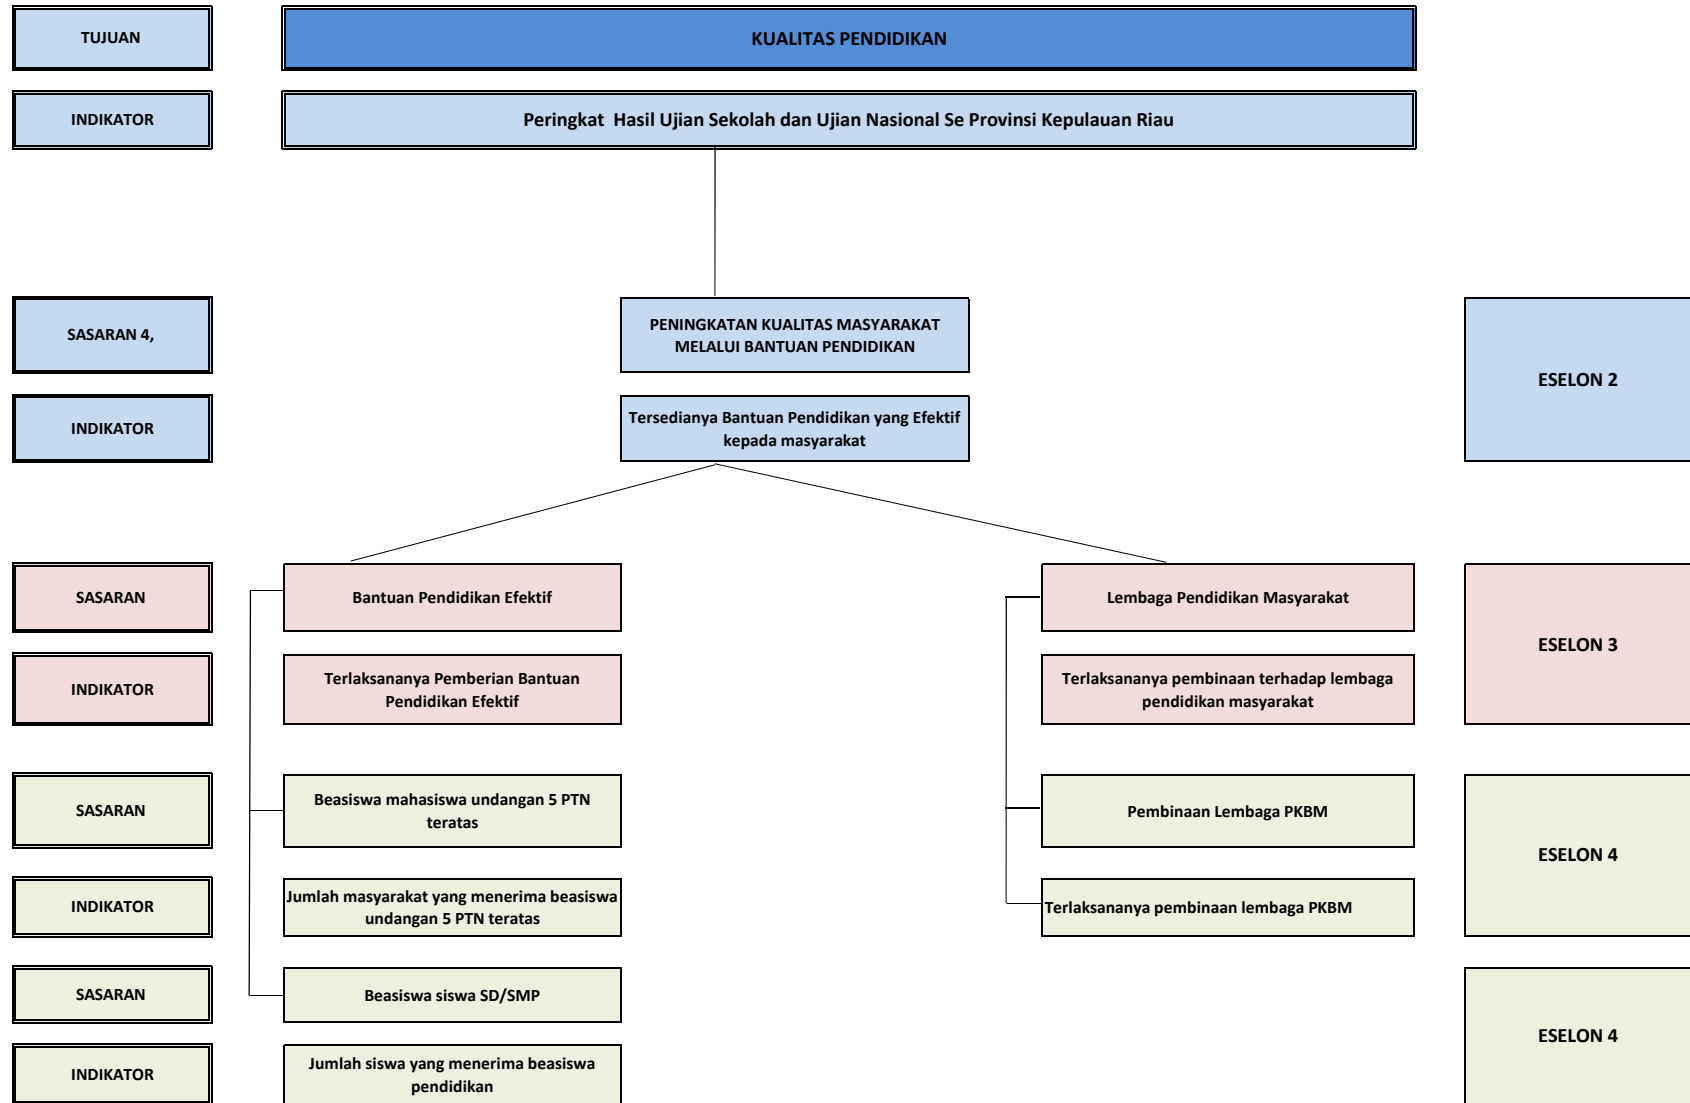 TUJUAN
KUALITAS PENDIDIKAN
INDIKATOR
Peringkat  Hasil Ujian Sekolah dan Ujian Nasional Se Provinsi Kepulauan Riau
SASARAN 4,
PENINGKATAN KUALITAS MASYARAKAT
MELALUI BANTUAN PENDIDIKAN
ESELON 2
INDIKATOR
Tersedianya Bantuan Pendidikan yang Efektif
kepada masyarakat
SASARAN
Bantuan Pendidikan Efektif
Lembaga Pendidikan Masyarakat
ESELON 3
INDIKATOR
Terlaksananya Pemberian Bantuan
Pendidikan Efektif
Terlaksananya pembinaan terhadap lembaga
pendidikan masyarakat
SASARAN
Beasiswa mahasiswa undangan 5 PTN
teratas
Pembinaan Lembaga PKBM
ESELON 4
INDIKATOR
Jumlah masyarakat yang menerima beasiswa
undangan 5 PTN teratas
Terlaksananya pembinaan lembaga PKBM
SASARAN
Beasiswa siswa SD/SMP
ESELON 4
INDIKATOR
Jumlah siswa yang menerima beasiswa
pendidikan